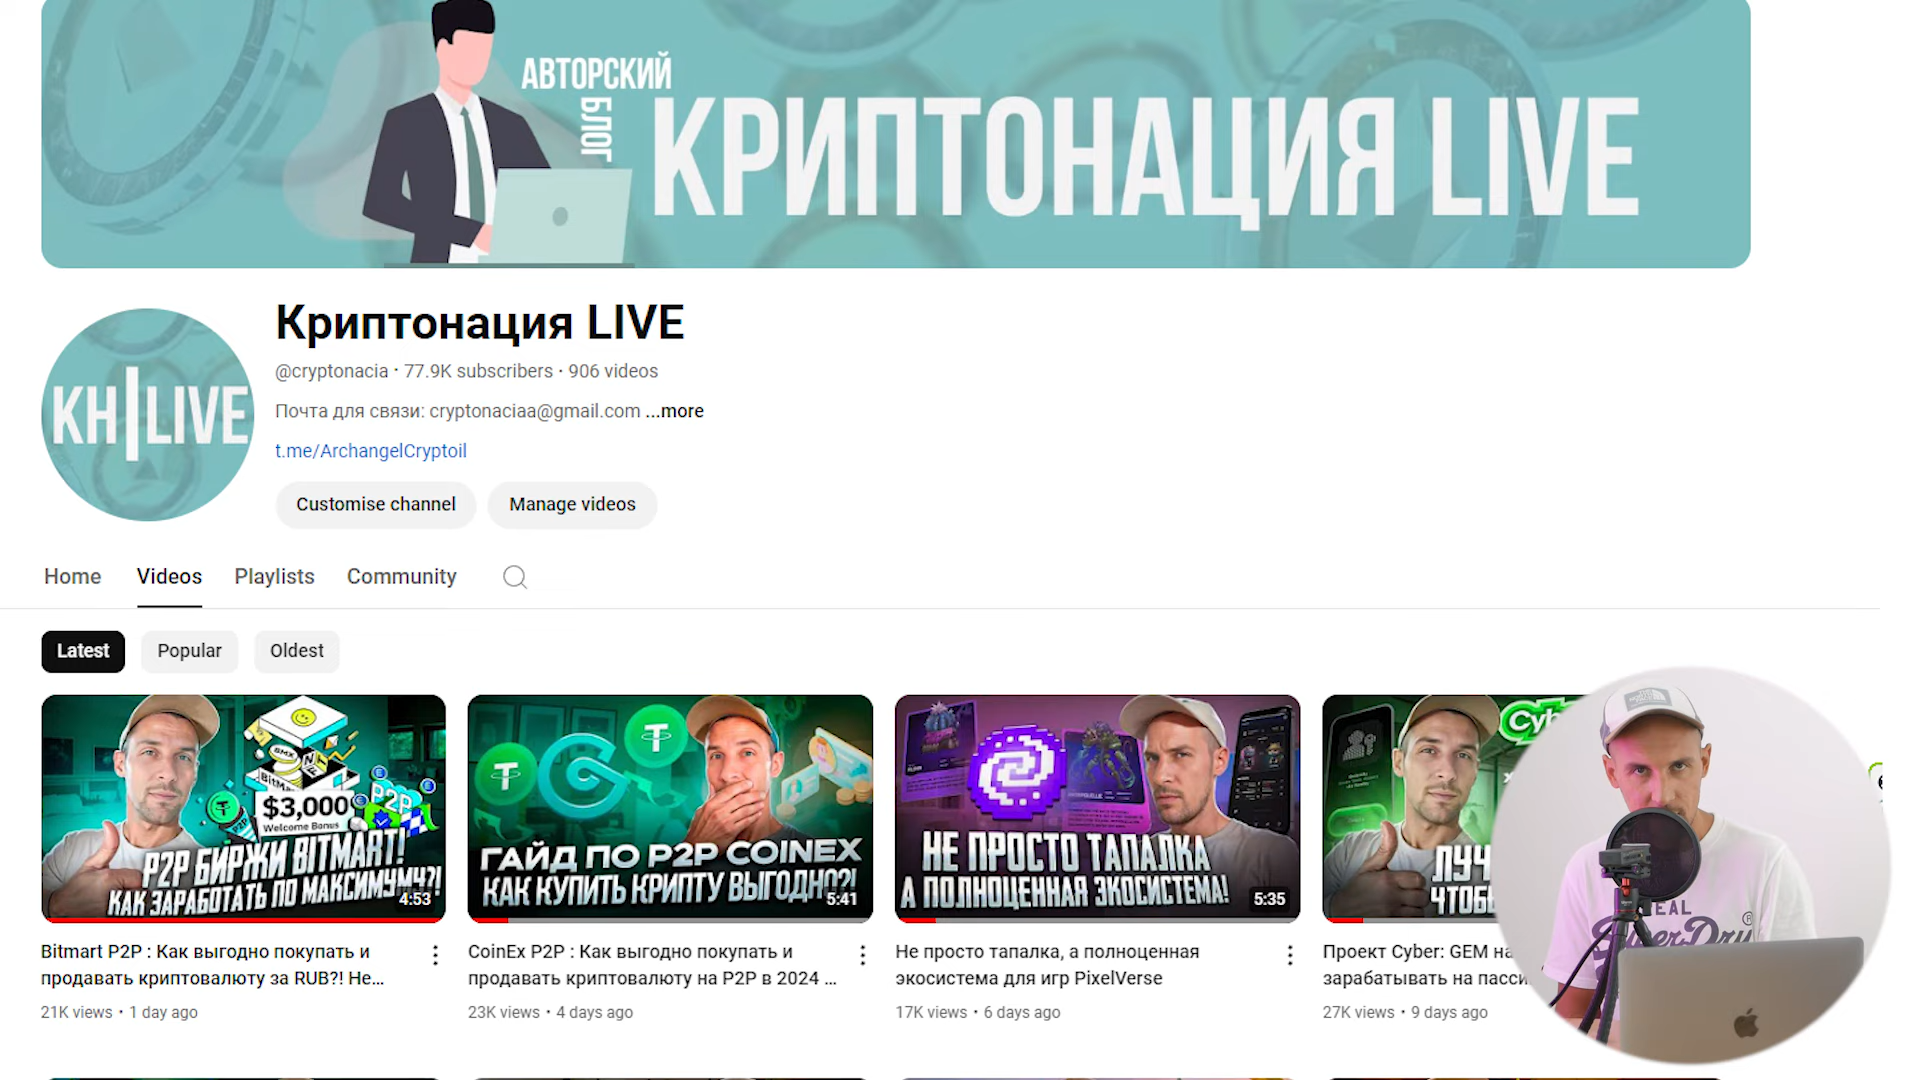 АВТОРСКИЙ
БЛОГ
КРИПТОНАЦИЯ LIVE
КН|LIVE
Криптонация LIVE
@cryptonacia · 77.9K subscribers · 906 videos
Почта для связи: cryptonaciaa@gmail.com ...more
t.me/ArchangelCryptoil
Customise channel
Manage videos
Home
Videos
Playlists
Community
Latest
Popular
Oldest
$3,000
Welcome Bonus
P2P
P2P БИРЖИ BITMART!
КАК ЗАРАБОТАТЬ ПО МАКСИМУМУ?!
4:53
ГАЙД ПО P2P COINEX
КАК КУПИТЬ КРИПТУ ВЫГОДНО?!
5:41
НЕ ПРОСТО ТАПАЛКА
А ПОЛНОЦЕННАЯ ЭКОСИСТЕМА!
5:35
Bitmart P2P : Как выгодно покупать и
продавать криптовалюту за RUB?! Не...
21K views · 1 day ago
CoinEx P2P : Как выгодно покупать и
продавать криптовалюту на P2P в 2024 ...
23K views · 4 days ago
Не просто тапалка, а полноценная
экосистема для игр PixelVerse
17K views · 6 days ago
Проект Cyber: GEM на
зарабатывать на
27K views · 9 days ago